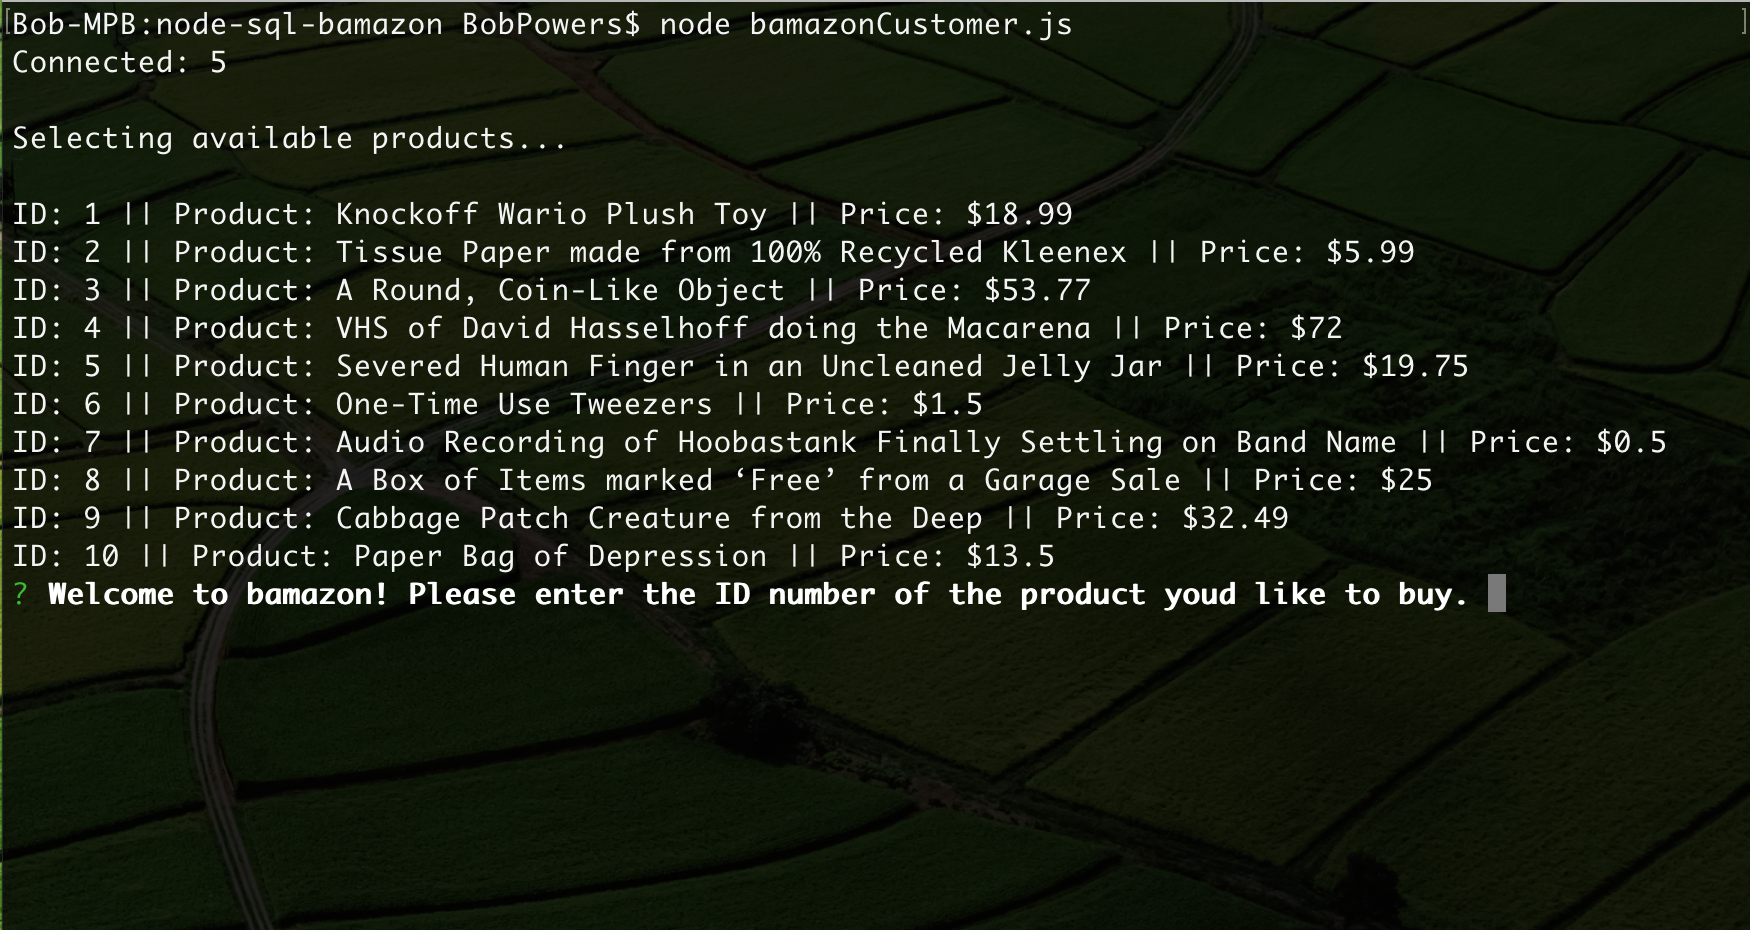 Bob-MPB:node-sql-bamazon BobPowers$ node bamazonCustomer.js
Connected: 5
Selecting available products...
ID: 1 || Product: Knockoff Wario Plush Toy || Price: $18.99
ID: 2 || Product: Tissue Paper made from 100% Recycled Kleenex || Price: $5.99
ID: 3 || Product: A Round, Coin-Like Object || Price: $53.77
ID: 4 || Product: VHS of David Hasselhoff doing the Macarena || Price: $72
ID: 5 || Product: Severed Human Finger in an Uncleaned Jelly Jar || Price: $19.75
ID: 6 || Product: One-Time Use Tweezers || Price: $1.5
ID: 7 || Product: Audio Recording of Hoobastank Finally Settling on Band Name || Price: $0.5
ID: 8 || Product: A Box of Items marked ‘Free’ from a Garage Sale || Price: $25
ID: 9 || Product: Cabbage Patch Creature from the Deep || Price: $32.49
ID: 10 || Product: Paper Bag of Depression || Price: $13.5
? Welcome to bamazon! Please enter the ID number of the product youd like to buy.